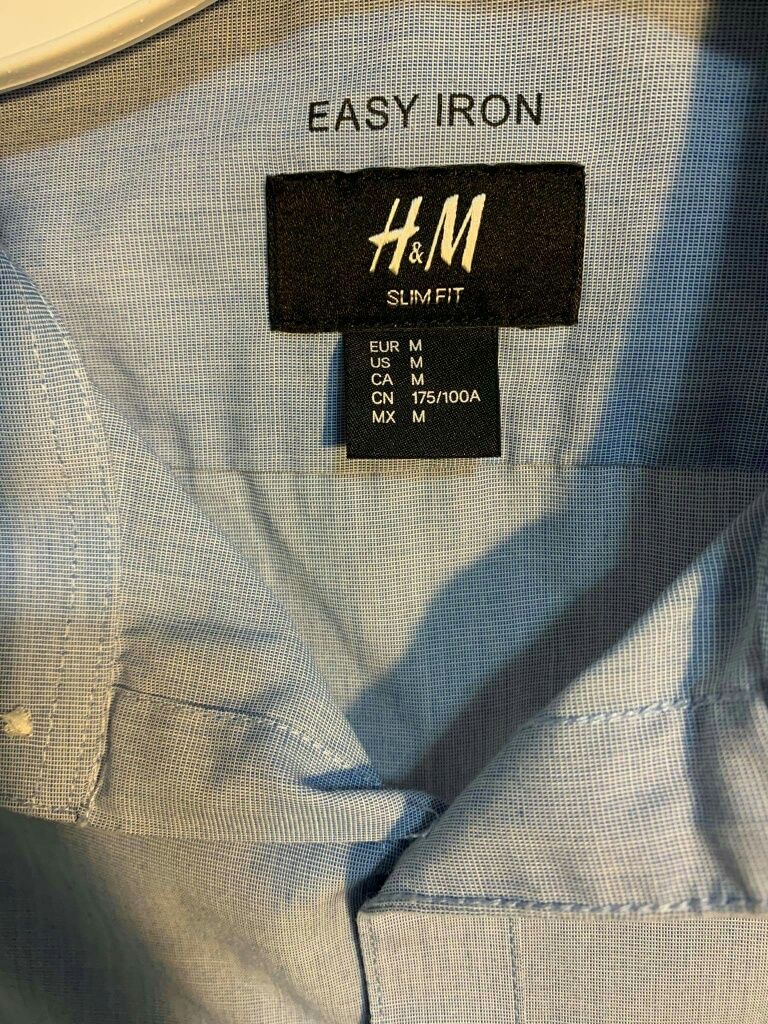 EASY IRON
H&M
SLIM FIT
EUR M
US M
CA M
CN 175/100A
MX M